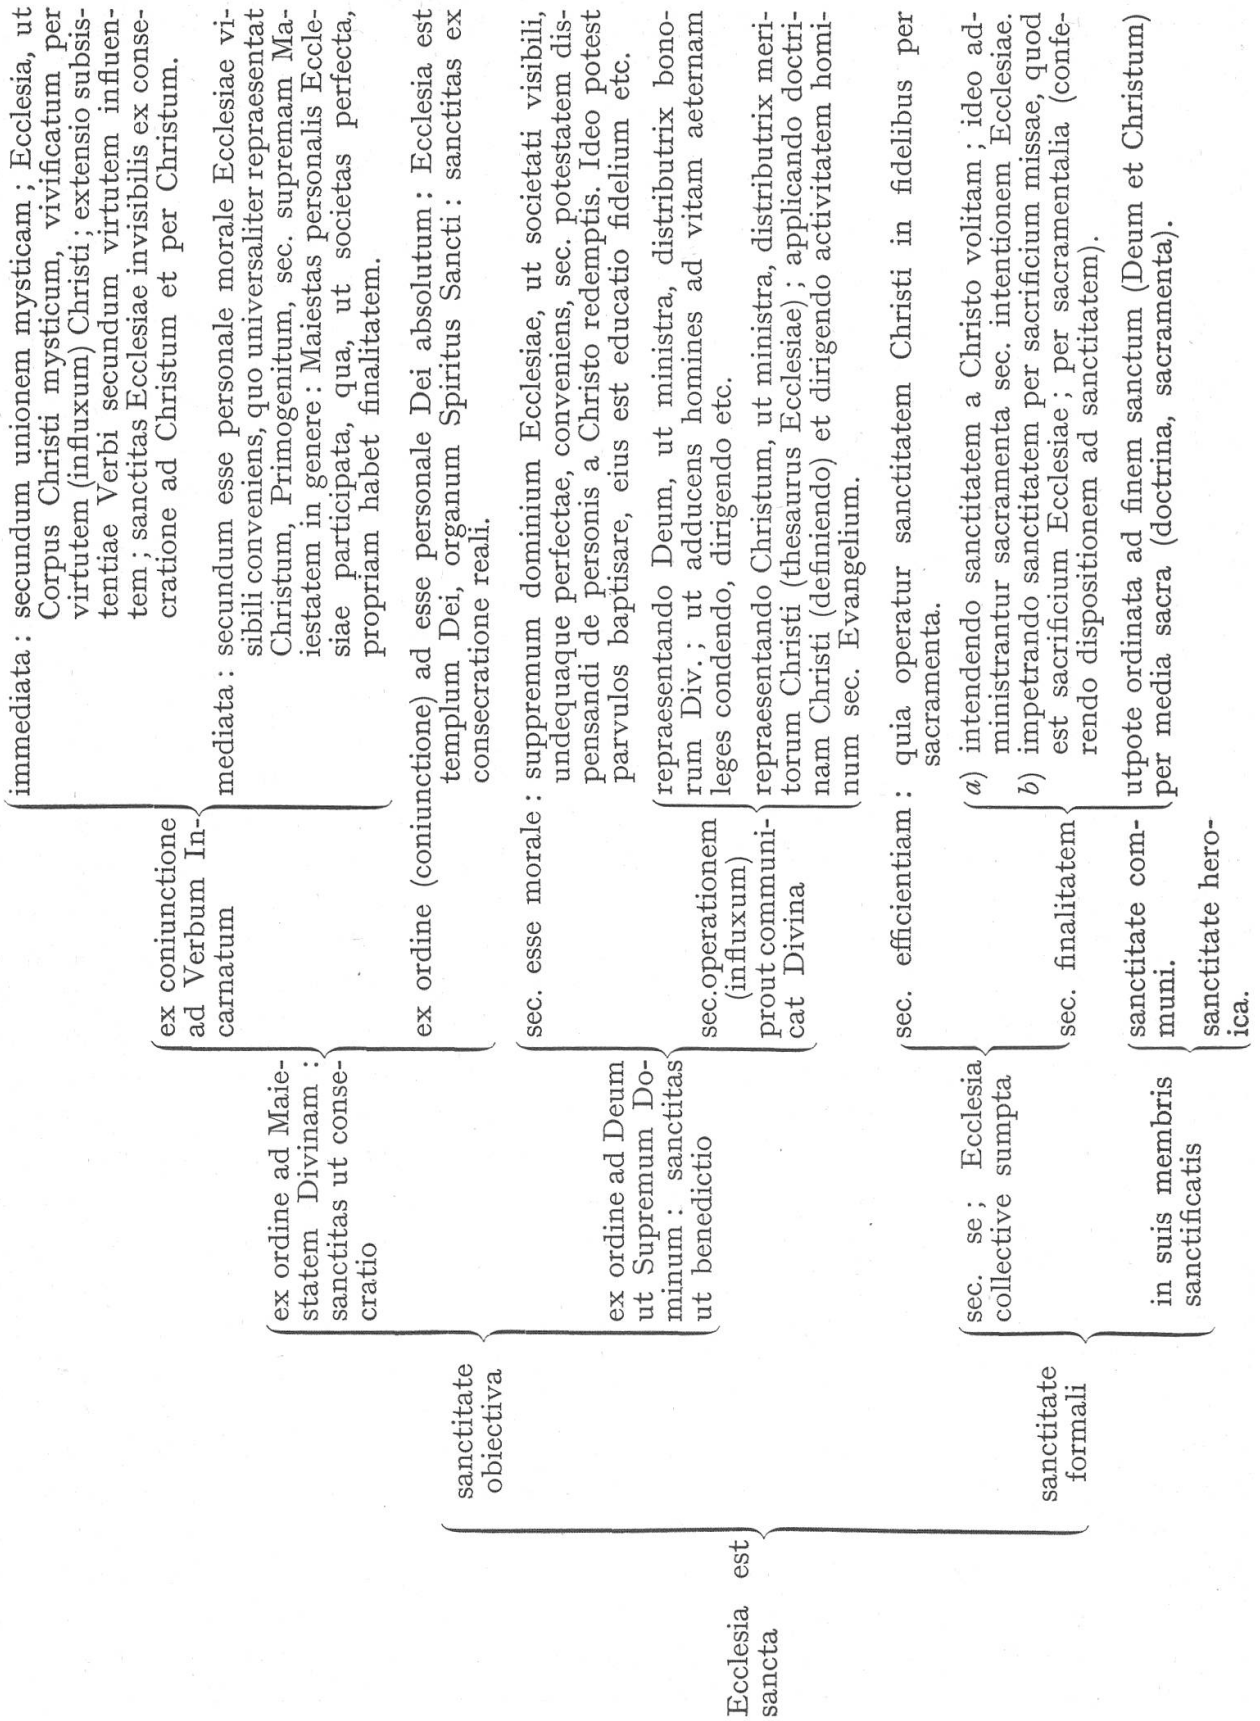 Ecclesia est
sancta
sanctitate
obiectiva
ex ordine ad Maie-
statem Divinam :
sanctitas ut conse-
cratio
ex coniunctione
ad Verbum In-
carnatum
immediata : secundum unionem mysticam ; Ecclesia, ut
Corpus Christi mysticum, vivificatum per
virtutem (influxum) Christi ; extensio subsis-
tentiae Verbi secundum virtutem influen-
tem ; sanctitas Ecclesiae invisibilis ex conse-
cratione ad Christum et per Christum.
mediata : secundum esse personale morale Ecclesiae vi-
sibili conveniens, quo universaliter repraesentat
Christum, Primogenitum, sec. supremam Ma-
iestatem in genere : Maiestas personalis Eccle-
siae participata, qua, ut societas perfecta,
propriam habet finalitatem.
ex ordine (coniunctione) ad esse personale Dei absolutum : Ecclesia est
templum Dei, organum Spiritus Sancti : sanctitas ex
consecratione reali.
ex ordine ad Deum
ut Supremum Do-
minum : sanctitas
ut benedictio
sec. esse morale : supremum dominium Ecclesiae, ut societati visibili,
undequaque perfectae, conveniens, sec. potestatem dis-
pensandi de personis a Christo redemptis. Ideo potest
parvulos baptisare, eius est educatio fidelium etc.
sec. operationem
(influxum)
prout communi-
cat Divina
repraesentando Deum, ut ministra, distributrix bono-
rum Div. ; ut adducens homines ad vitam aeternam
leges condendo, dirigendo etc.
repraesentando Christum, ut ministra, distributrix meri-
torum Christi (thesaurus Ecclesiae) ; applicando doctri-
nam Christi (definiendo) et dirigendo activitatem homi-
num sec. Evangelium.
sanctitate
formali
sec. se ; Ecclesia
collective sumpta
sec. efficientiam : quia operatur sanctitatem Christi in fidelibus per
sacramenta.
sec. finalitatem
a) intendendo sanctitatem a Christo volitam ; ideo ad-
ministrantur sacramenta sec. intentionem Ecclesiae.
b) impetrando sanctitatem per sacrificium missae, quod
est sacrificium Ecclesiae ; per sacramentalia (confe-
rendo dispositionem ad sanctitatem).
utpote ordinata ad finem sanctum (Deum et Christum)
per media sacra (doctrina, sacramenta).
in suis membris
sanctificatis
sanctitate com-
muni.
sanctitate hero-
ica.